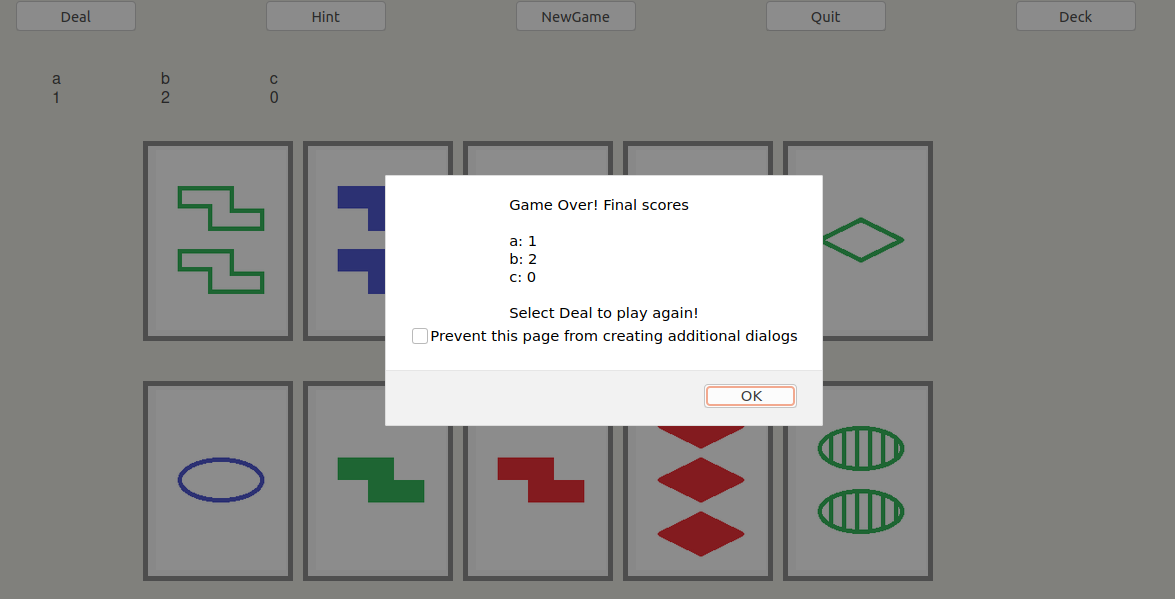 Deal Hint NewGame Quit Deck
a b c
1 2 0
Game Over! Final scores
a: 1
b: 2
c: 0
Select Deal to play again!
Prevent this page from creating additional dialogs
OK